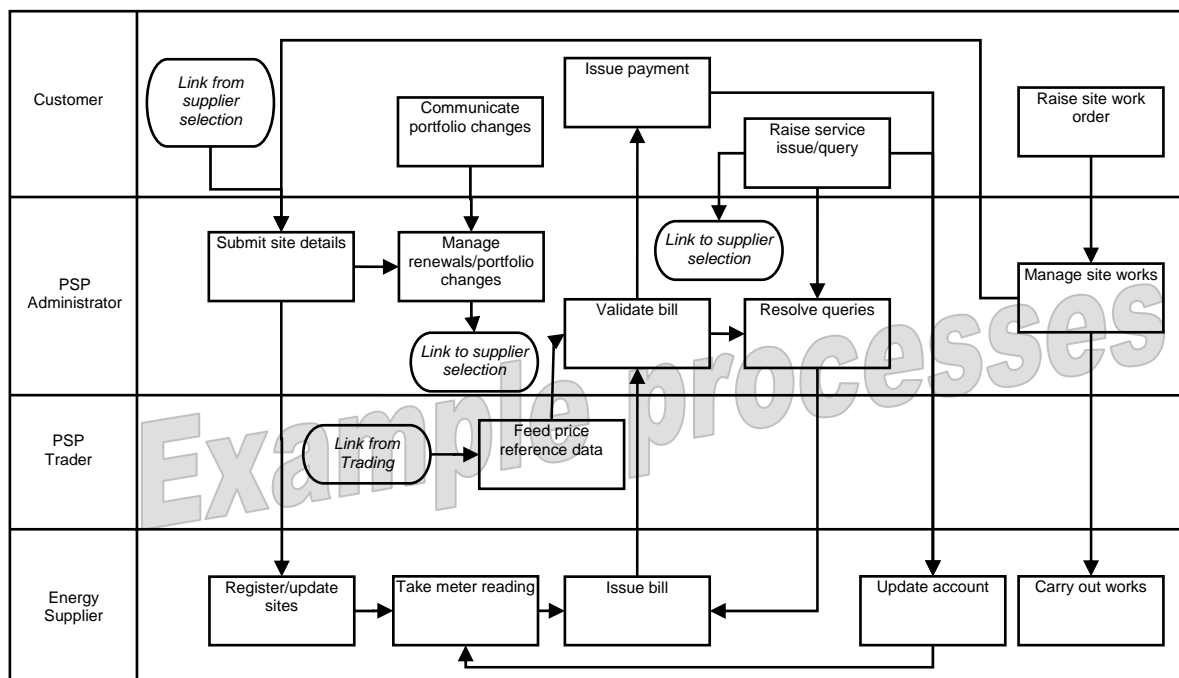 Customer
Link from
supplier
selection
Communicate
portfolio changes
Issue payment
Raise service
issue/query
Raise site work
order
PSP
Administrator
Submit site details
Manage
renewals/portfolio
changes
Link to supplier
selection
Link to supplier
selection
Validate bill
Resolve queries
Manage site works
PSP
Trader
Link from
Trading
Feed price
reference data
Example processes
Energy
Supplier
Register/update
sites
Take meter reading
Issue bill
Update account
Carry out works